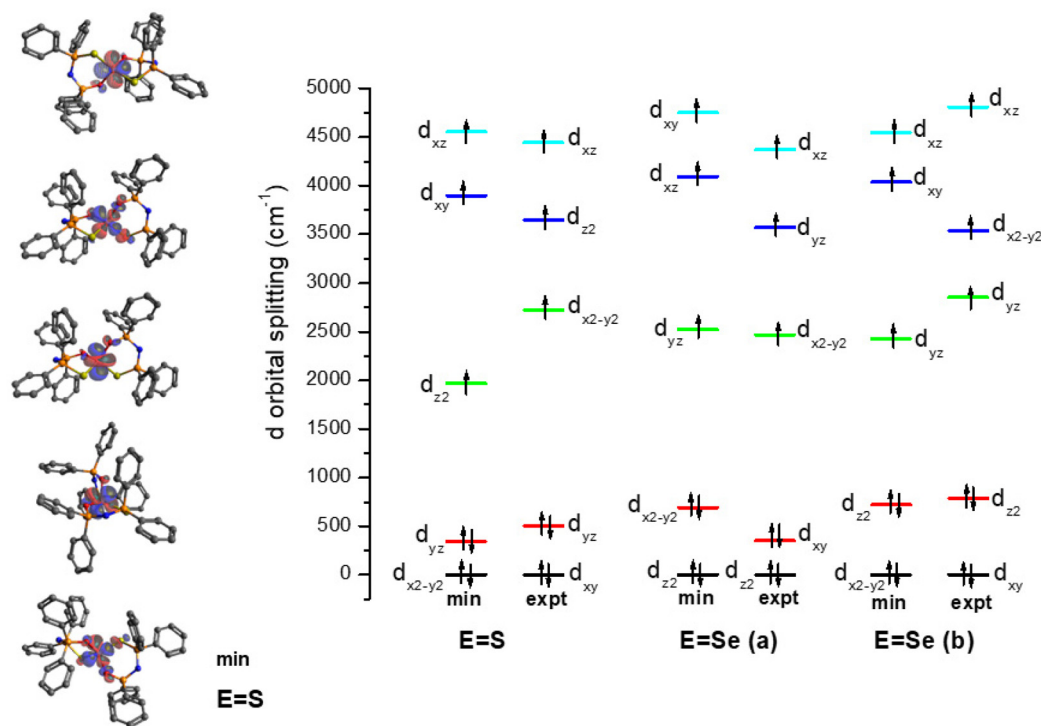 5000
4500
4000
3500
3000
2500
2000
1500
1000
500
0
d orbital splitting (cm-1)
dxz
dxz
dxy
dz2
dx2-y2
dz2
dyz
dyz
dx2-y2
dxy
min
expt
E=S
dxy
dxz
dxz
dyz
dyz
dx2-y2
dx2-y2
dxy
dz2
dz2
min
expt
E=Se (a)
dxz
dxz
dxy
dx2-y2
dyz
dyz
dz2
dz2
dx2-y2
dxy
min
expt
E=Se (b)
min
E=S